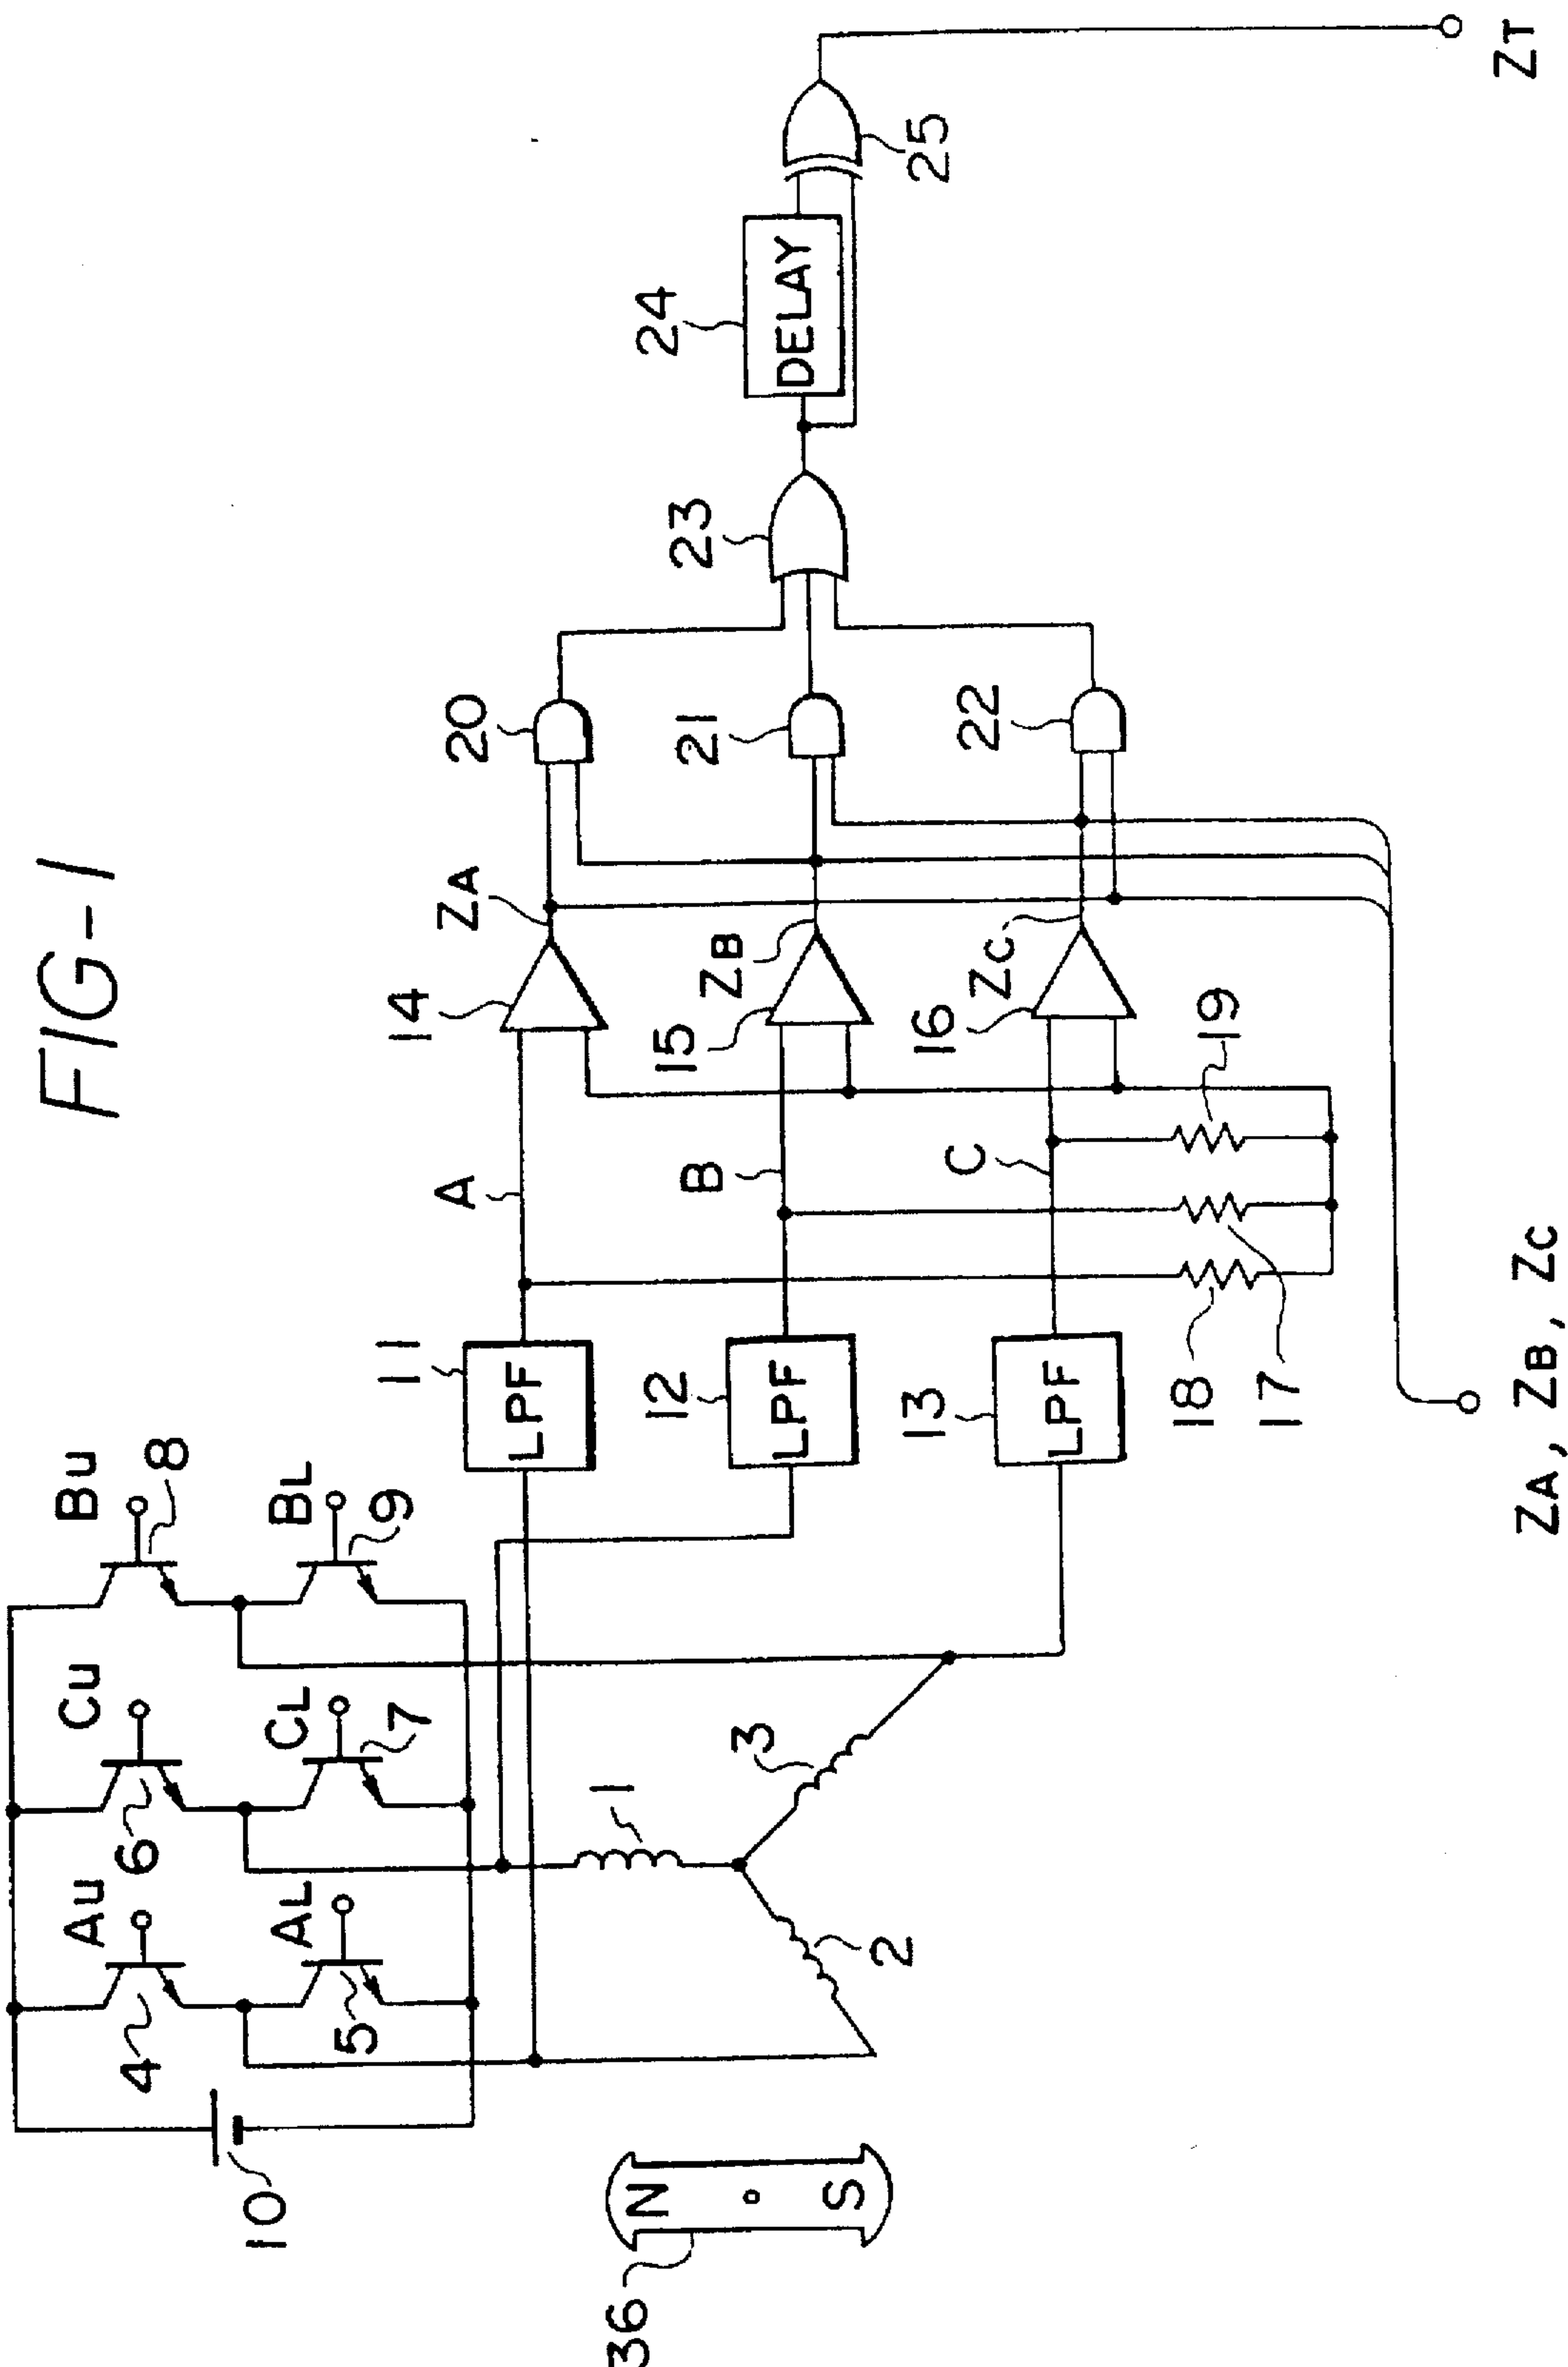 FIG-1
Au
Cu
Bu
4
6
8
AL
CL
BL
5
7
9
10
36
N
S
1
2
3
11
LPF
12
LPF
13
LPF
A
B
C
18
17
19
14
15
16
ZA
ZB
ZC
20
21
22
23
24
DELAY
25
ZT
ZA, ZB, ZC